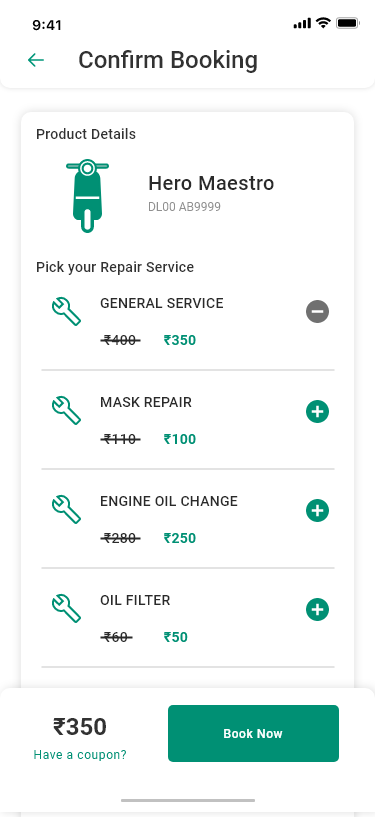 9:41
Confirm Booking
Product Details
Hero Maestro
DL00 AB9999
Pick your Repair Service
GENERAL SERVICE
₹400 ₹350
MASK REPAIR
₹110 ₹100
ENGINE OIL CHANGE
₹280 ₹250
OIL FILTER
₹60 ₹50
₹350
Book Now
Have a coupon?